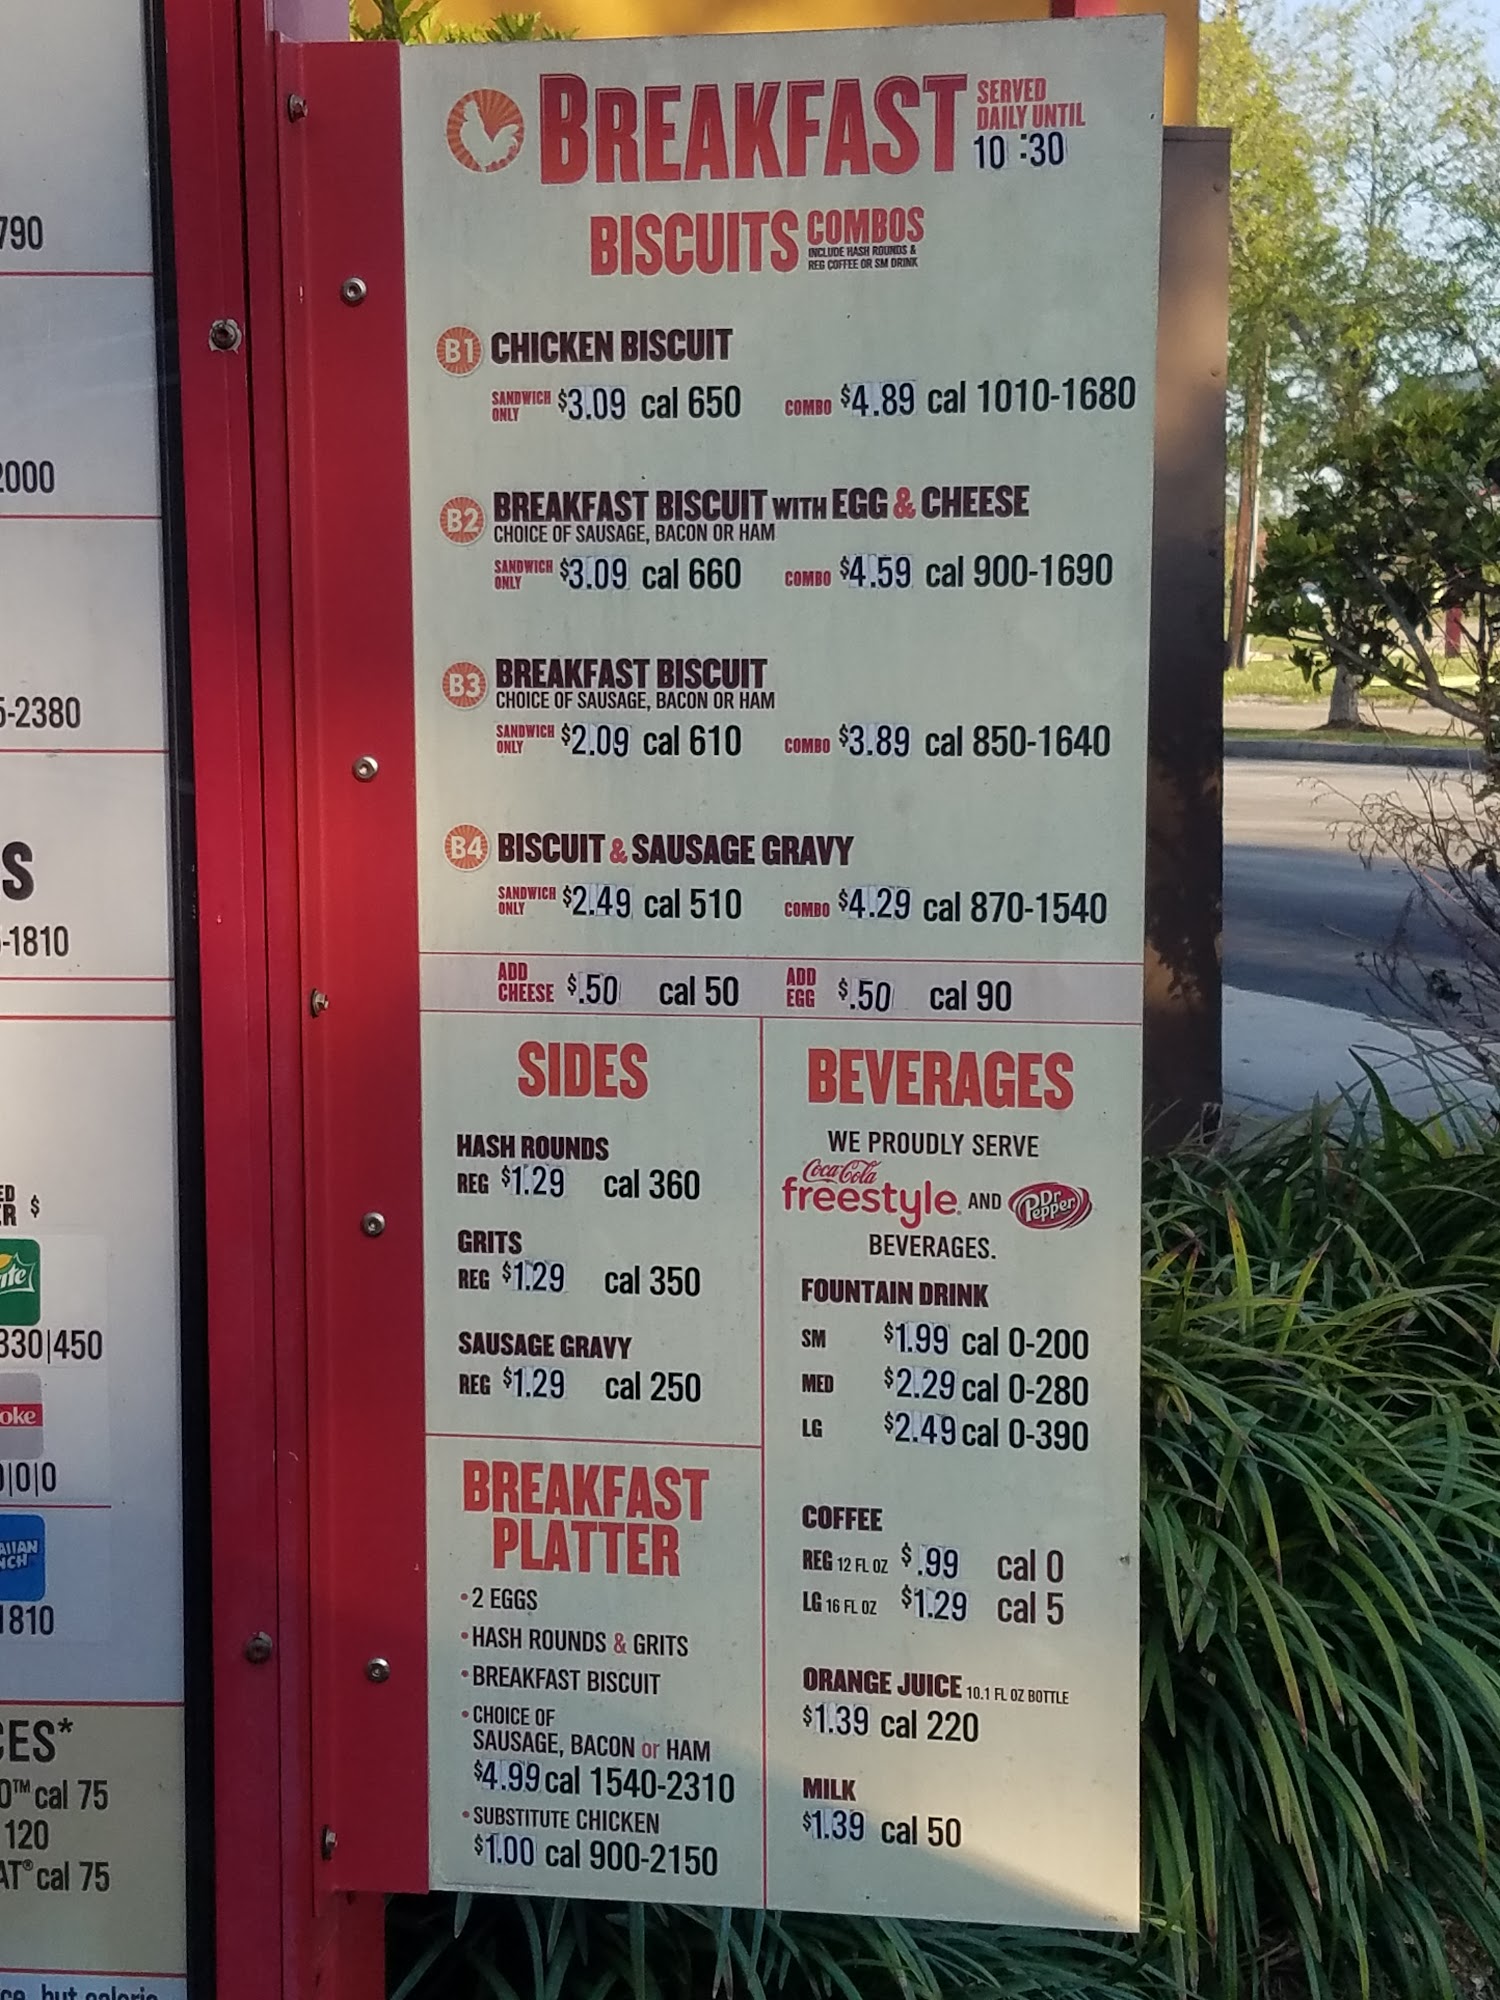 790
2000
5-2380
S
-1810
ED
ER $
330|450
oke
0|0|0
1810
CES*
O™ cal 75
120
AT® cal 75
BREAKFAST SERVED
DAILY UNTIL
10 :30
BISCUITS COMBOS
INCLUDE HASH ROUNDS &
REG COFFEE OR SM DRINK
B1 CHICKEN BISCUIT
SANDWICH ONLY $3.09 cal 650 COMBO $4.89 cal 1010-1680
B2 BREAKFAST BISCUIT WITH EGG & CHEESE
CHOICE OF SAUSAGE, BACON OR HAM
SANDWICH ONLY $3.09 cal 660 COMBO $4.59 cal 900-1690
B3 BREAKFAST BISCUIT
CHOICE OF SAUSAGE, BACON OR HAM
SANDWICH ONLY $2.09 cal 610 COMBO $3.89 cal 850-1640
B4 BISCUIT & SAUSAGE GRAVY
SANDWICH ONLY $2.49 cal 510 COMBO $4.29 cal 870-1540
ADD CHEESE $.50 cal 50 ADD EGG $.50 cal 90
SIDES
HASH ROUNDS
REG $1.29 cal 360
GRITS
REG $1.29 cal 350
SAUSAGE GRAVY
REG $1.29 cal 250
BREAKFAST
PLATTER
• 2 EGGS
• HASH ROUNDS & GRITS
• BREAKFAST BISCUIT
• CHOICE OF
SAUSAGE, BACON or HAM
$4.99 cal 1540-2310
• SUBSTITUTE CHICKEN
$1.00 cal 900-2150
BEVERAGES
WE PROUDLY SERVE
Coca-Cola
freestyle AND Dr Pepper
BEVERAGES.
FOUNTAIN DRINK
SM $1.99 cal 0-200
MED $2.29 cal 0-280
LG $2.49 cal 0-390
COFFEE
REG 12 FL OZ $.99 cal 0
LG 16 FL OZ $1.29 cal 5
ORANGE JUICE 10.1 FL OZ BOTTLE
$1.39 cal 220
MILK
$1.39 cal 50